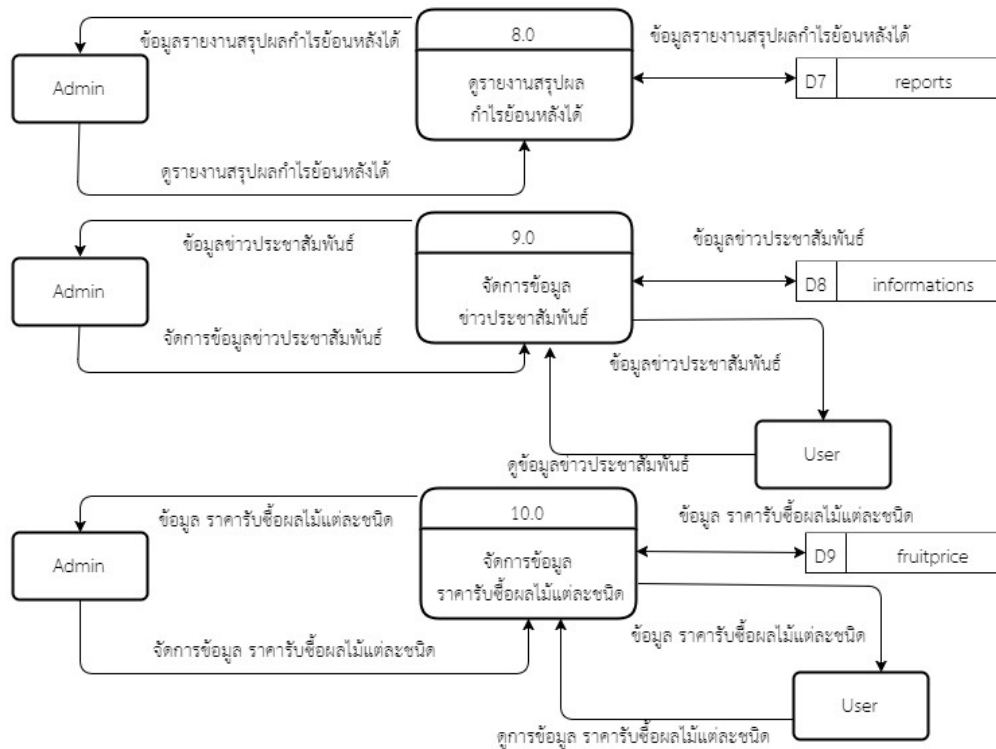 8.0
ข้อมูลรายงานสรุปผลกำไรย้อนหลังได้
ข้อมูลรายงานสรุปผลกำไรย้อนหลังได้
Admin
ดูรายงานสรุปผล
กำไรย้อนหลังได้
D7 reports
ดูรายงานสรุปผลกำไรย้อนหลังได้
9.0
ข้อมูลข่าวประชาสัมพันธ์
ข้อมูลข่าวประชาสัมพันธ์
Admin
จัดการข้อมูล
ข่าวประชาสัมพันธ์
D8 informations
จัดการข้อมูลข่าวประชาสัมพันธ์
ข้อมูลข่าวประชาสัมพันธ์
User
ดูข้อมูลข่าวประชาสัมพันธ์
10.0
ข้อมูล ราคารับซื้อผลไม้แต่ละชนิด
ข้อมูล ราคารับซื้อผลไม้แต่ละชนิด
Admin
จัดการข้อมูล
ราคารับซื้อผลไม้แต่ละชนิด
D9 fruitprice
จัดการข้อมูล ราคารับซื้อผลไม้แต่ละชนิด
ข้อมูล ราคารับซื้อผลไม้แต่ละชนิด
User
ดูการข้อมูล ราคารับซื้อผลไม้แต่ละชนิด